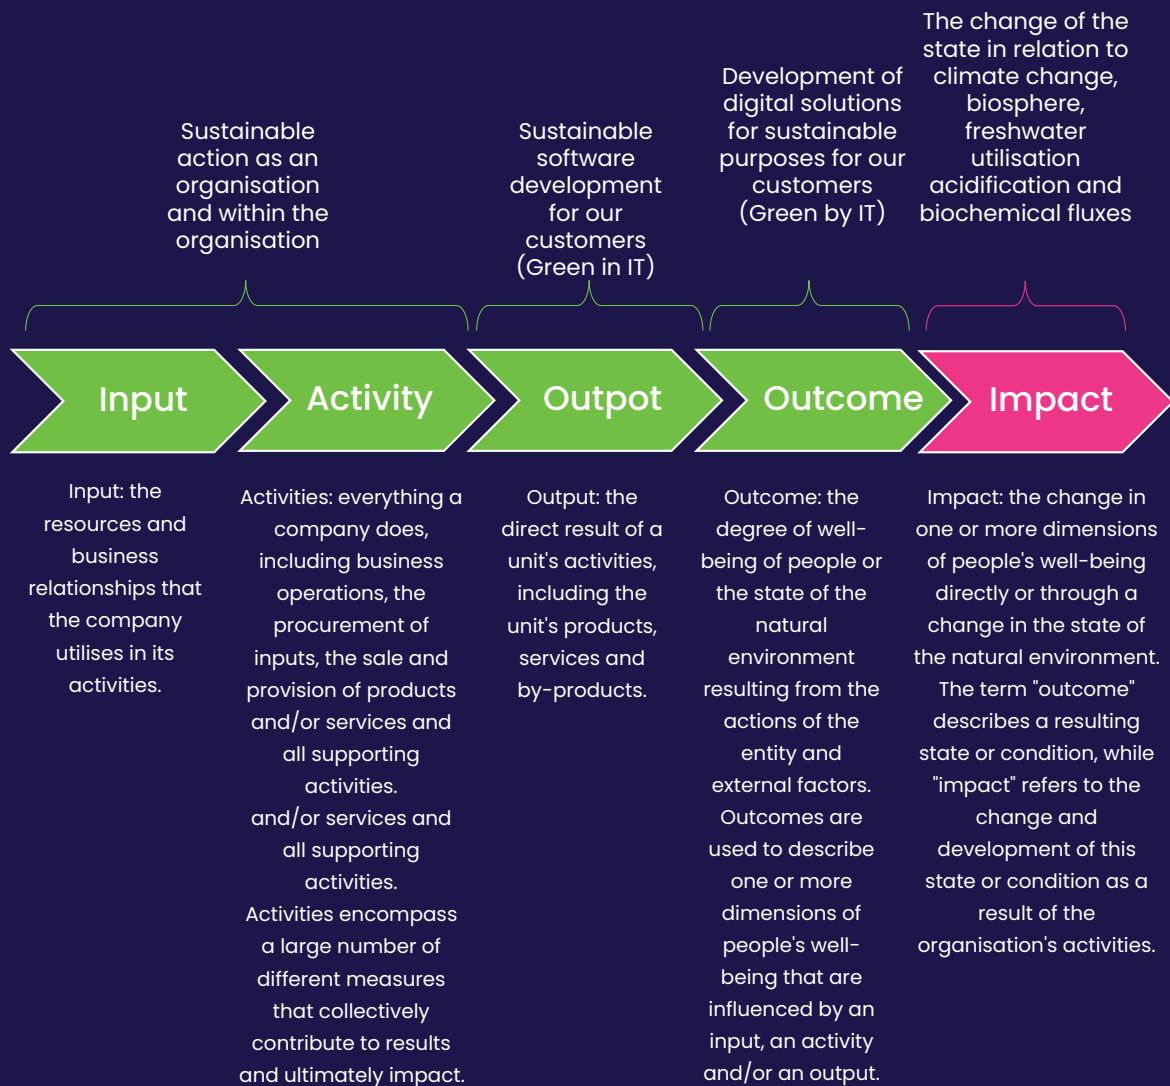 Sustainable
action as an
organisation
and within the
organisation
Sustainable
software
development
for our
customers
(Green in IT)
Development of
digital solutions
for sustainable
purposes for our
customers
(Green by IT)
The change of the
state in relation to
climate change,
biosphere,
freshwater
utilisation
acidification and
biochemical fluxes
Input
Activity
Outpot
Outcome
Impact
Input: the
resources and
business
relationships that
the company
utilises in its
activities.
Activities: everything a
company does,
including business
operations, the
procurement of
inputs, the sale and
provision of products
and/or services and
all supporting
activities.
and/or services and
all supporting
activities.
Activities encompass
a large number of
different measures
that collectively
contribute to results
and ultimately impact.
Output: the
direct result of a
unit's activities,
including the
unit's products,
services and
by-products.
Outcome: the
degree of well-
being of people or
the state of the
natural
environment
resulting from the
actions of the
entity and
external factors.
Outcomes are
used to describe
one or more
dimensions of
people's well-
being that are
influenced by an
input, an activity
and/or an output.
Impact: the change in
one or more dimensions
of people's well-being
directly or through a
change in the state of
the natural environment.
The term "outcome"
describes a resulting
state or condition, while
"impact" refers to the
change and
development of this
state or condition as a
result of the
organisation's activities.